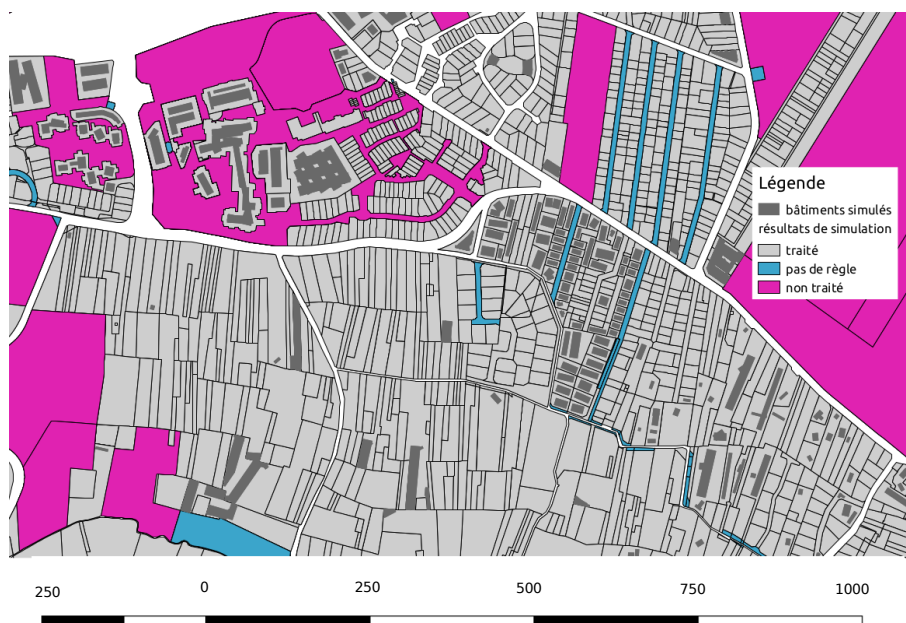 Légende
bâtiments simulés
résultats de simulation
traité
pas de règle
non traité
250 0 250 500 750 1000